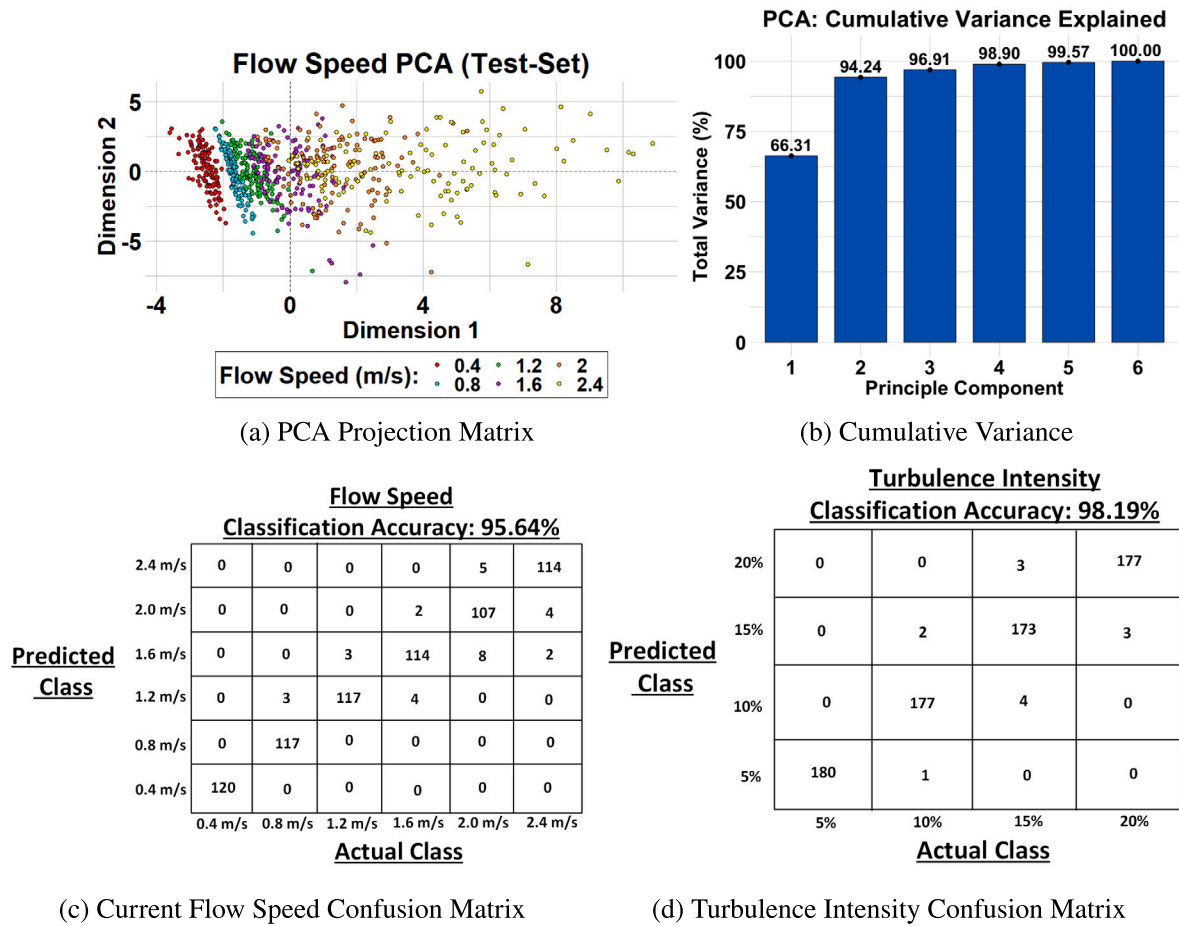 Flow Speed PCA (Test-Set)
Dimension 2
5
0
-5
-4 0 4 8
Dimension 1
Flow Speed (m/s): 0.4 1.2 2
0.8 1.6 2.4
(a) PCA Projection Matrix
PCA: Cumulative Variance Explained
Total Variance (%)
100
75
50
25
0
66.31 94.24 96.91 98.90 99.57 100.00
1 2 3 4 5 6
Principle Component
(b) Cumulative Variance
Flow Speed
Classification Accuracy: 95.64%
Predicted
Class
2.4 m/s 0 0 0 0 5 114
2.0 m/s 0 0 0 2 107 4
1.6 m/s 0 0 3 114 8 2
1.2 m/s 0 3 117 4 0 0
0.8 m/s 0 117 0 0 0 0
0.4 m/s 120 0 0 0 0 0
0.4 m/s 0.8 m/s 1.2 m/s 1.6 m/s 2.0 m/s 2.4 m/s
Actual Class
(c) Current Flow Speed Confusion Matrix
Turbulence Intensity
Classification Accuracy: 98.19%
Predicted
Class
20% 0 0 3 177
15% 0 2 173 3
10% 0 177 4 0
5% 180 1 0 0
5% 10% 15% 20%
Actual Class
(d) Turbulence Intensity Confusion Matrix